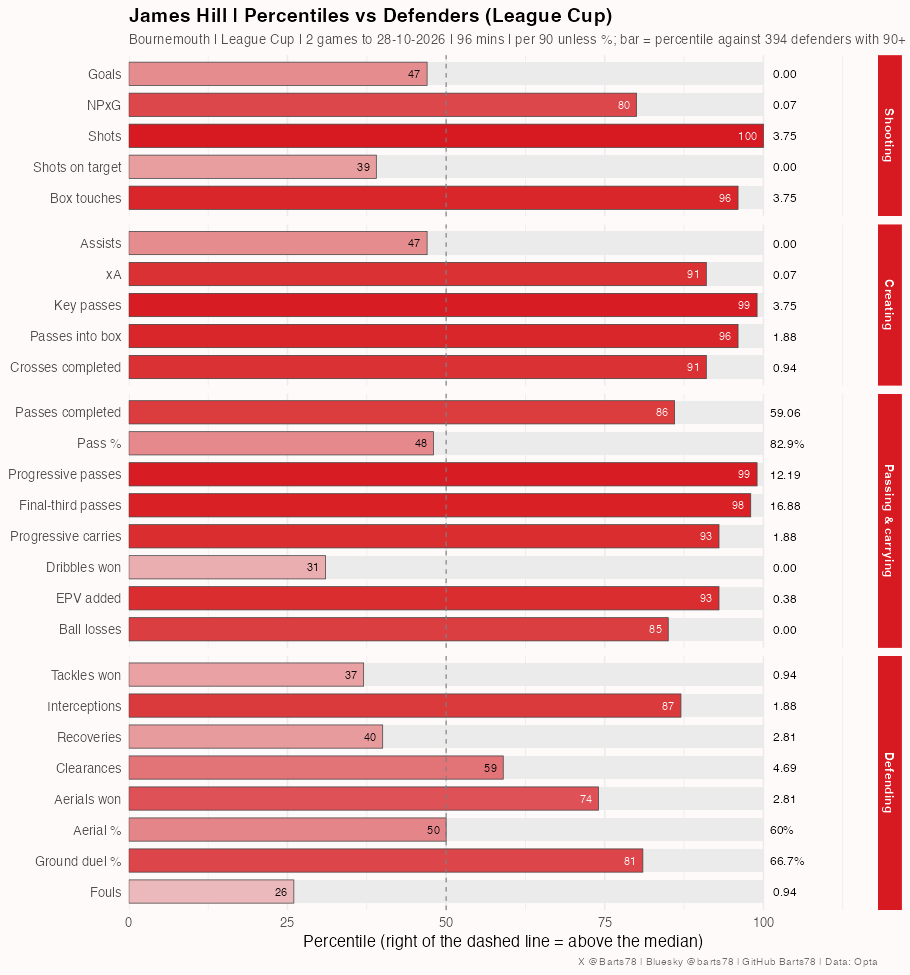 James Hill | Percentiles vs Defenders (League Cup)
Bournemouth | League Cup | 2 games to 28-10-2026 | 96 mins | per 90 unless %; bar = percentile against 394 defenders with 90+
Goals 47 0.00
NPxG 80 0.07
Shots 100 3.75
Shots on target 39 0.00
Box touches 96 3.75
Shooting
Assists 47 0.00
xA 91 0.07
Key passes 99 3.75
Passes into box 96 1.88
Crosses completed 91 0.94
Creating
Passes completed 86 59.06
Pass % 48 82.9%
Progressive passes 99 12.19
Final-third passes 98 16.88
Progressive carries 93 1.88
Dribbles won 31 0.00
EPV added 93 0.38
Ball losses 85 0.00
Passing & carrying
Tackles won 37 0.94
Interceptions 87 1.88
Recoveries 40 2.81
Clearances 59 4.69
Aerials won 74 2.81
Aerial % 50 60%
Ground duel % 81 66.7%
Fouls 26 0.94
Defending
0 25 50 75 100
Percentile (right of the dashed line = above the median)
X @Barts78 | Bluesky @barts78 | GitHub Barts78 | Data: Opta